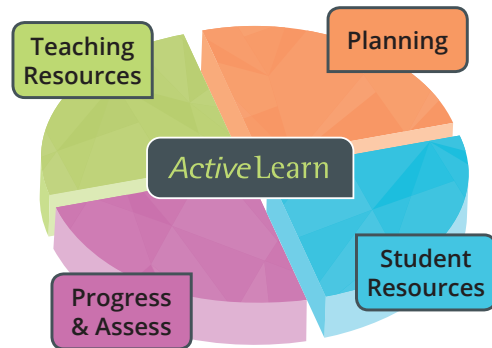 Teaching
Resources
Planning
ActiveLearn
Student
Resources
Progress
& Assess